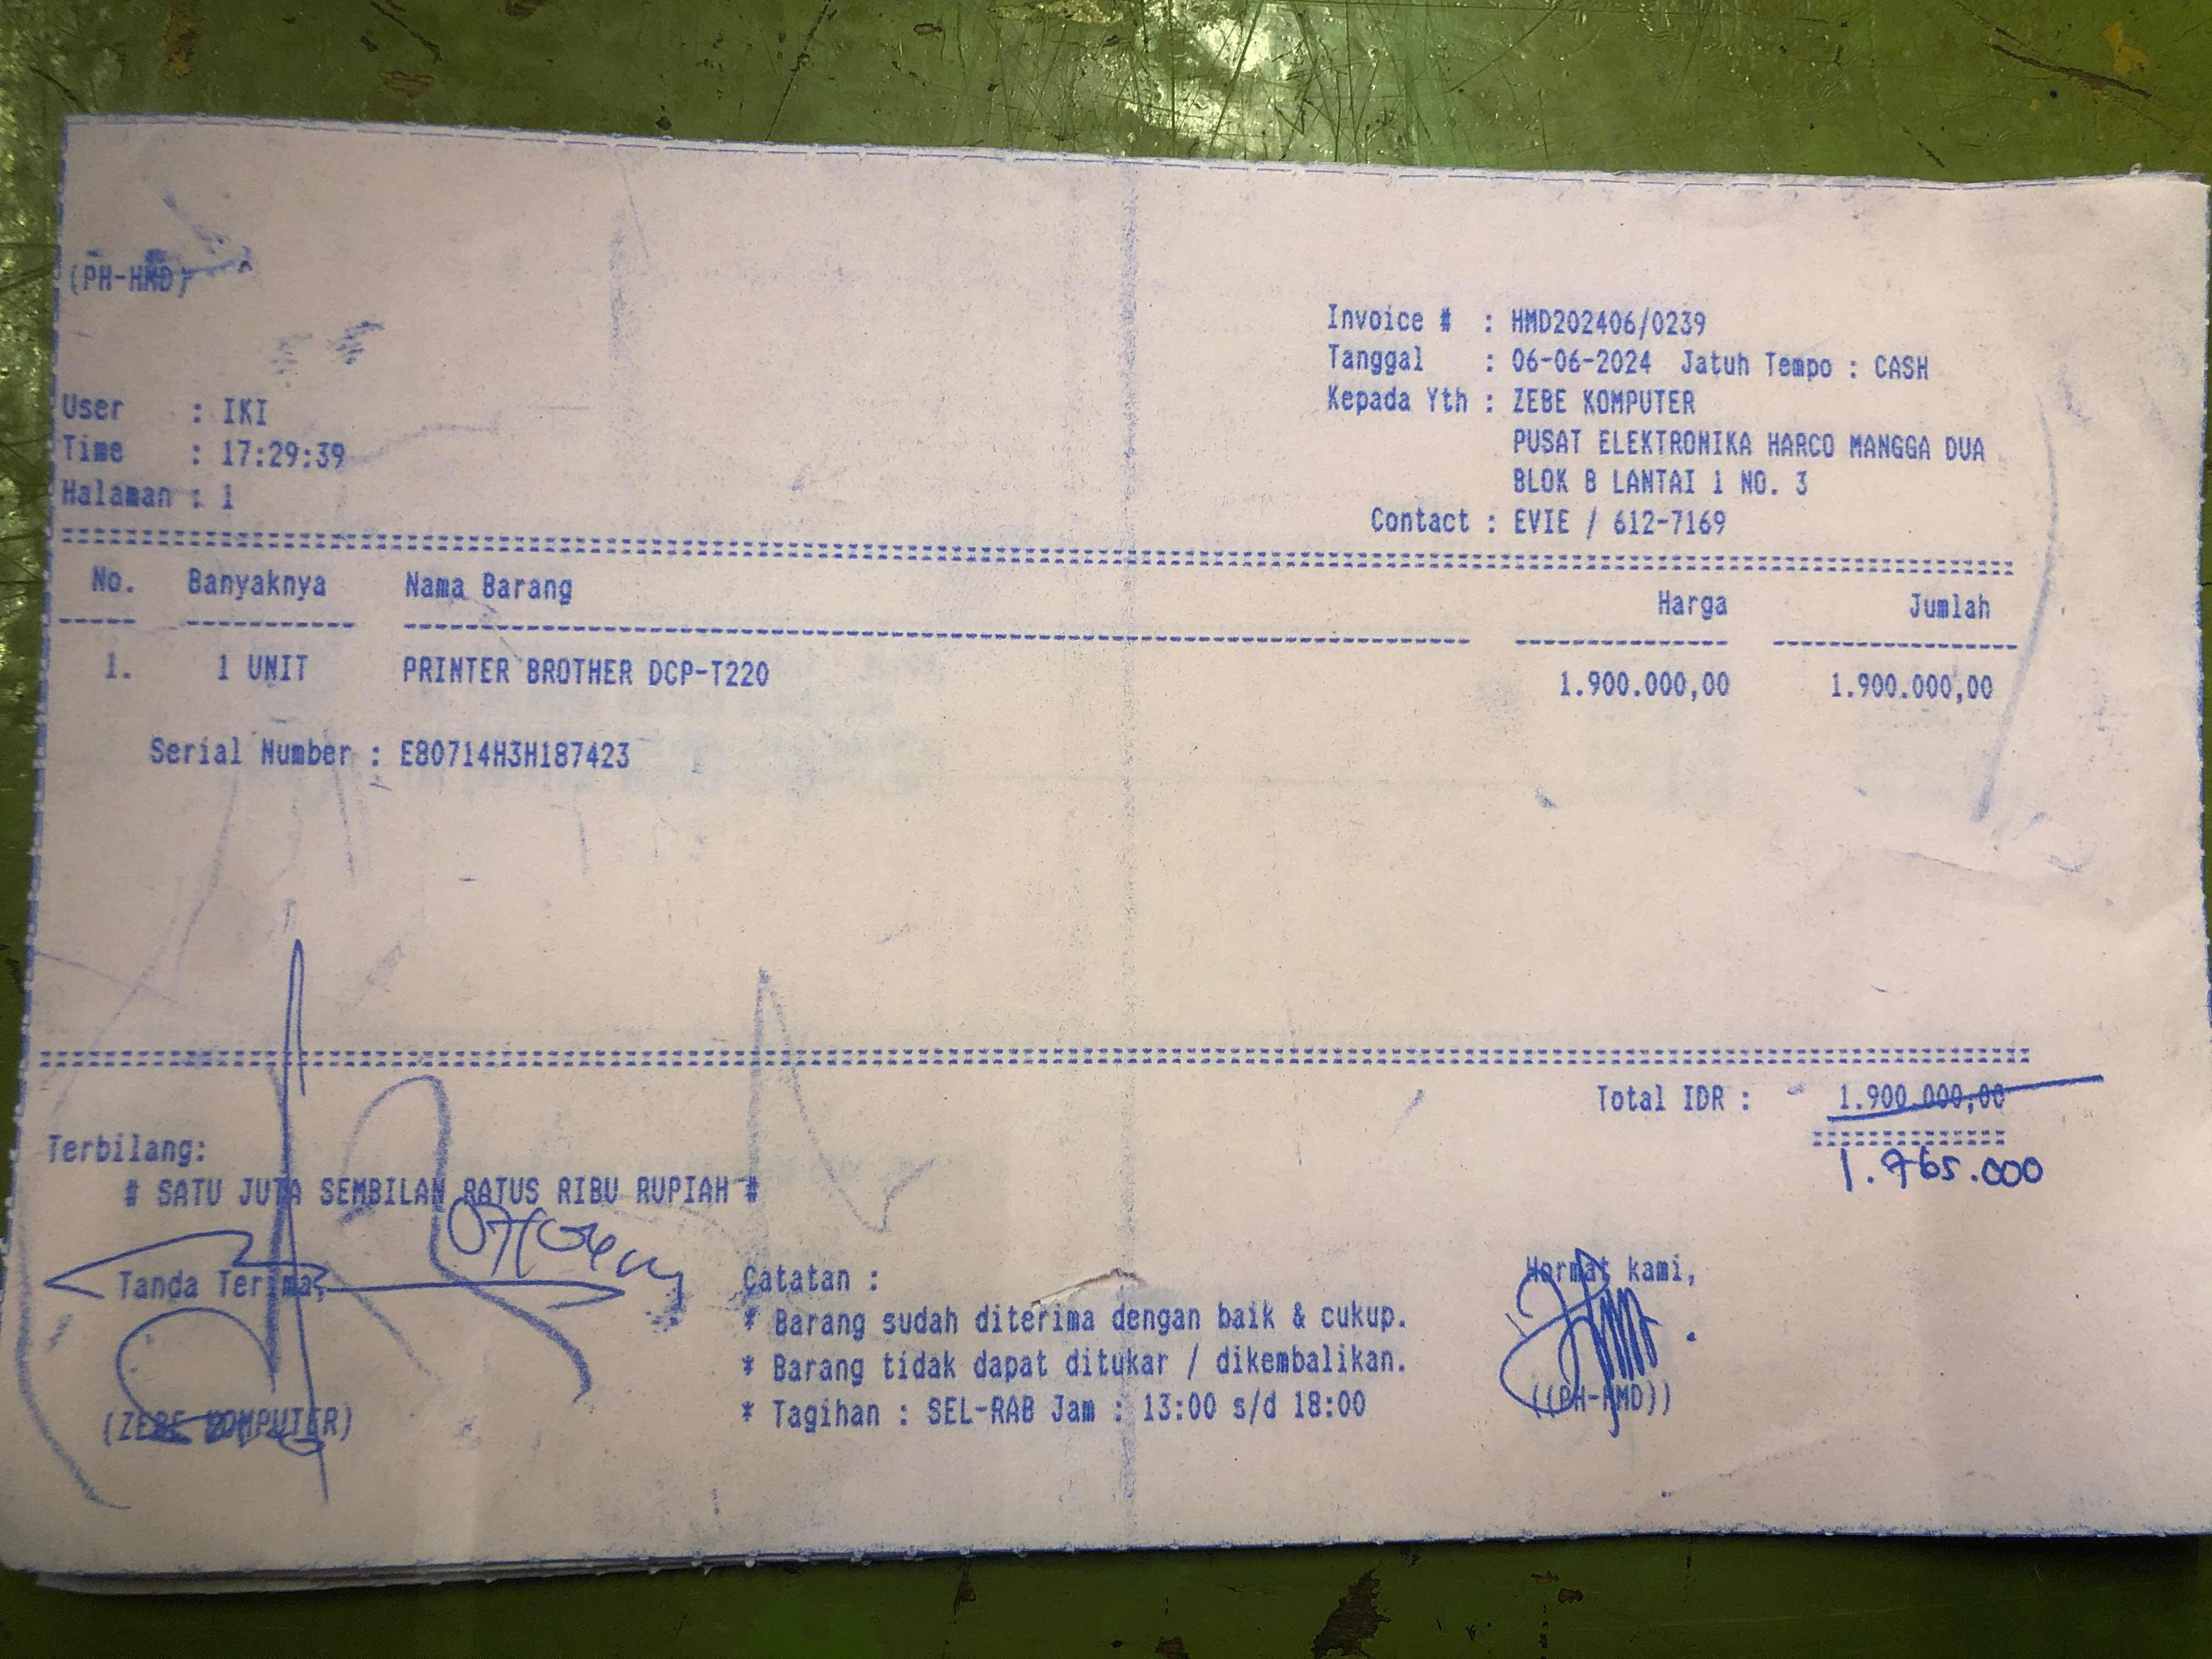 (PH-HMD)
Invoice # : HMD202406/0239
Tanggal : 06-06-2024 Jatuh Tempo : CASH
Kepada Yth : ZEBE KOMPUTER
PUSAT ELEKTRONIKA HARCO MANGGA DUA
BLOK B LANTAI 1 NO. 3
Contact : EVIE / 612-7169
User : IKI
Time : 17:29:39
Halaman : 1
No. Banyaknya Nama Barang Harga Jumlah
1. 1 UNIT PRINTER BROTHER DCP-T220 1.900.000,00 1.900.000,00
Serial Number : E80714H3H187423
Total IDR : 1.900.000,00
1.765.000
Terbilang:
# SATU JUTA SEMBILAN RATUS RIBU RUPIAH #
Tanda Terima,
(ZEBE KOMPUTER)
Catatan :
* Barang sudah diterima dengan baik & cukup.
* Barang tidak dapat ditukar / dikembalikan.
* Tagihan : SEL-RAB Jam : 13:00 s/d 18:00
Hormat kami,
((PH-HMD))